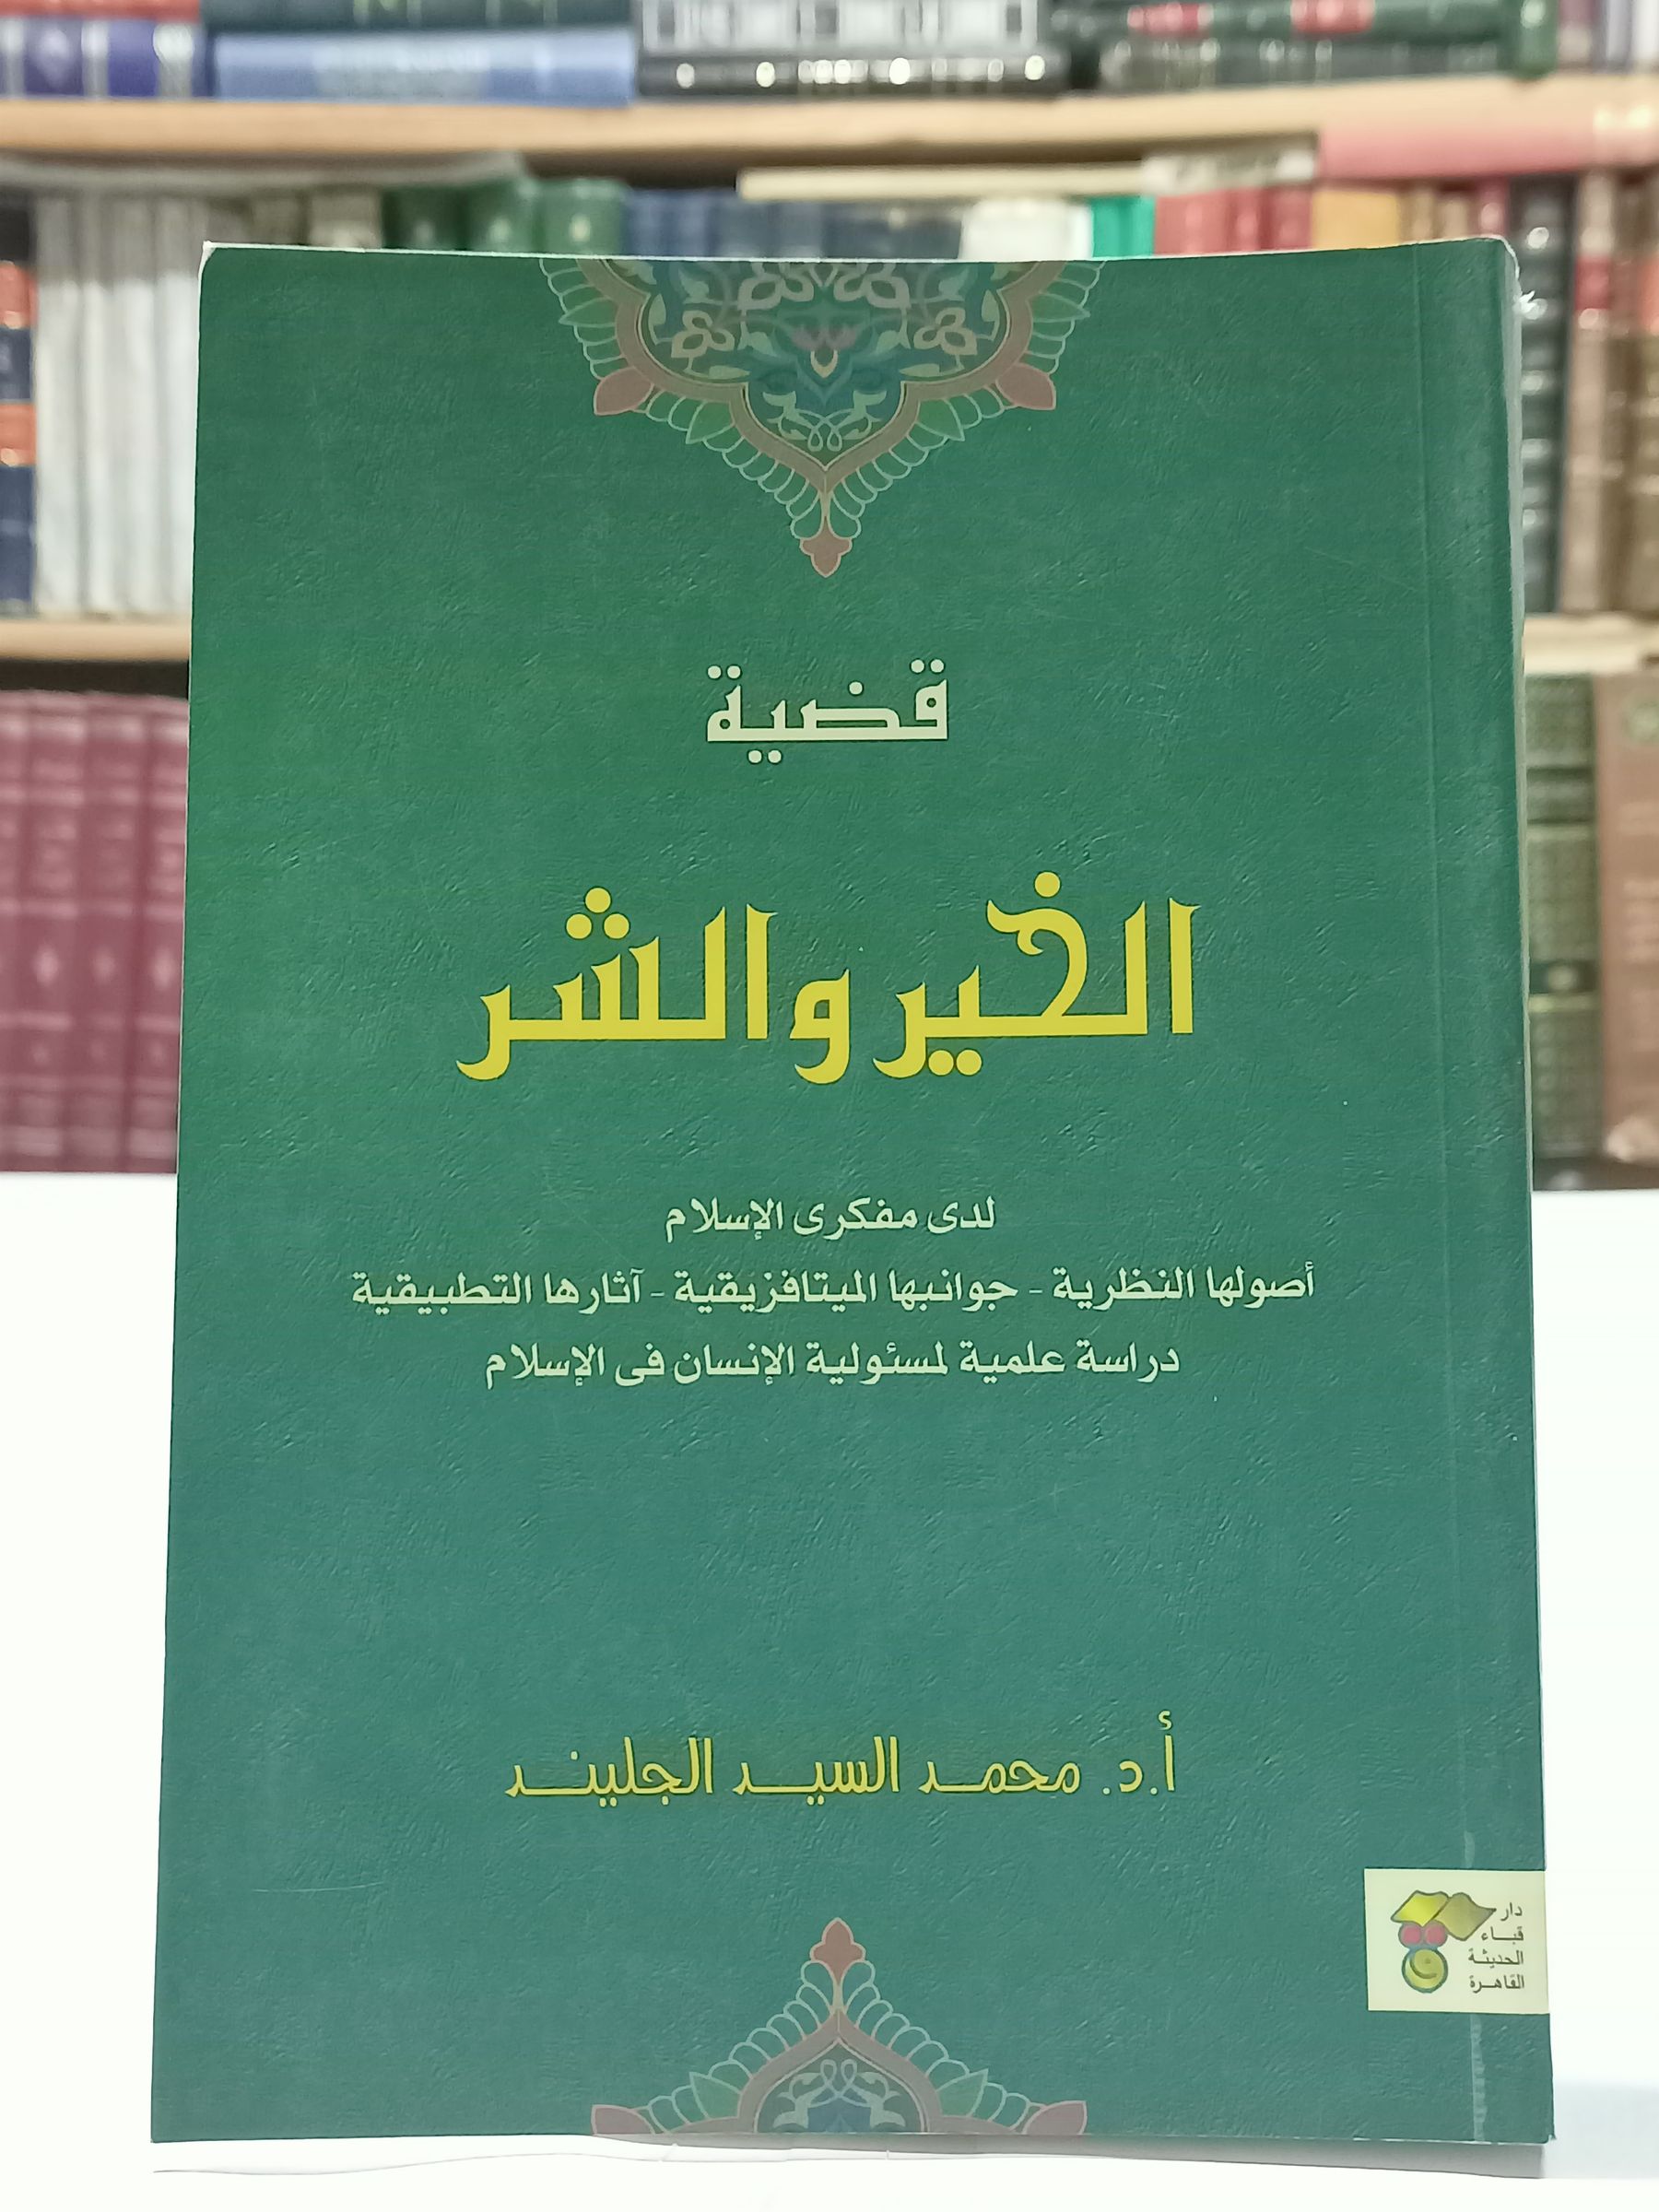 قضية
الخير والشر
لدى مفكرى الإسلام
أصولها النظرية - جوانبها الميتافزيقية - آثارها التطبيقية
دراسة علمية لمسئولية الإنسان فى الإسلام
أ.د. محمد السيد الجليند
دار
قباء
الحديثة
القاهرة